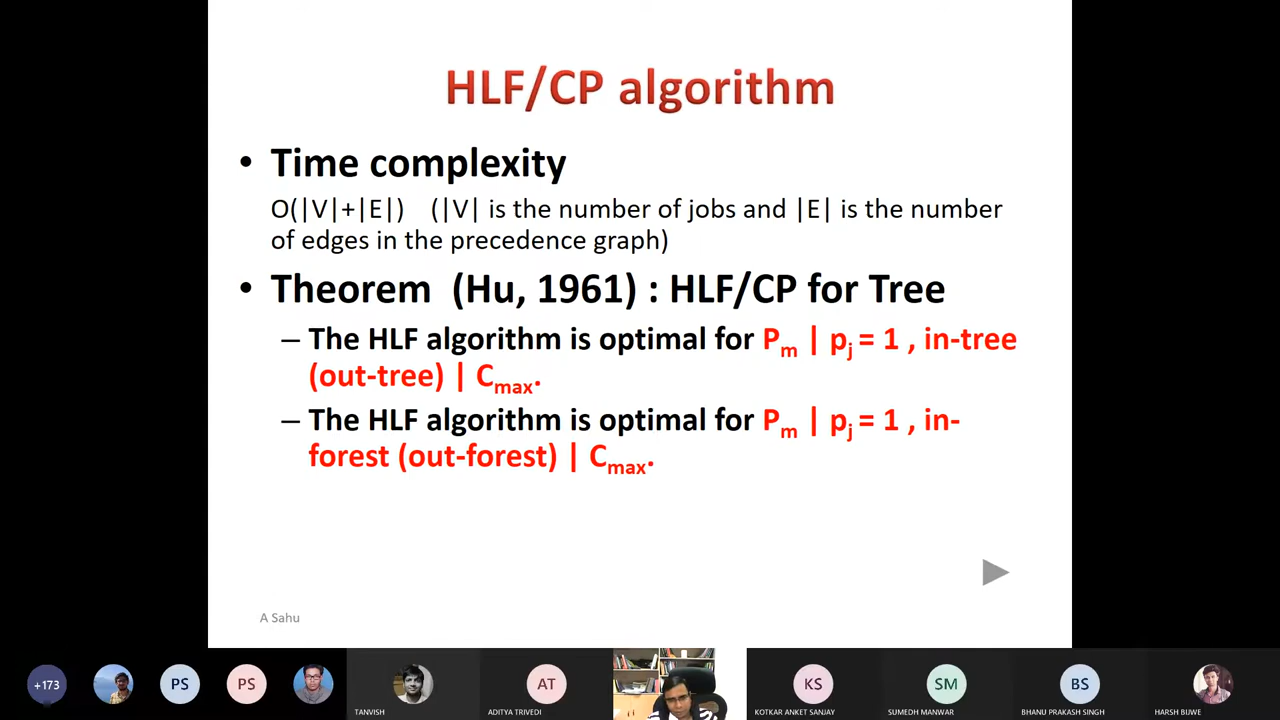 HLF/CP algorithm
• Time complexity
O(|V|+|E|) (|V| is the number of jobs and |E| is the number
of edges in the precedence graph)
• Theorem (Hu, 1961) : HLF/CP for Tree
– The HLF algorithm is optimal for Pm | pj = 1 , in-tree
(out-tree) | Cmax.
– The HLF algorithm is optimal for Pm | pj = 1 , in-
forest (out-forest) | Cmax.
A Sahu
+173
PS
PS
AT
KS
SM
BS
TANVISH
ADITYA TRIVEDI
KOTKAR ANKET SANJAY
SUMEDH MANWAR
BHANU PRAKASH SINGH
HARSH BUWE